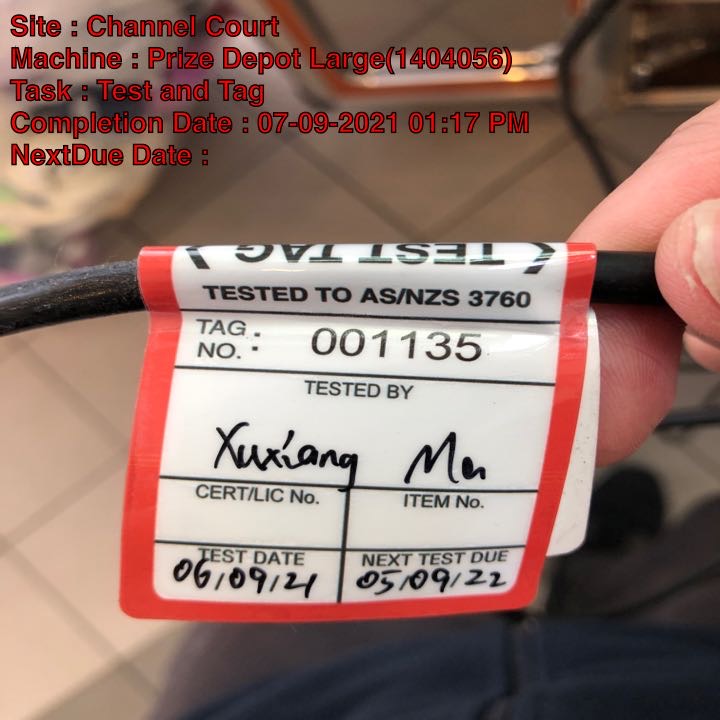 Site : Channel Court
Machine : Prize Depot Large(1404056)
Task : Test and Tag
Completion Date : 07-09-2021 01:17 PM
NextDue Date :
TEST TAG
TESTED TO AS/NZS 3760
TAG NO. : 001135
TESTED BY
Xuxiang Ma
CERT/LIC No. ITEM No.
TEST DATE NEXT TEST DUE
06/09/21 05/09/22